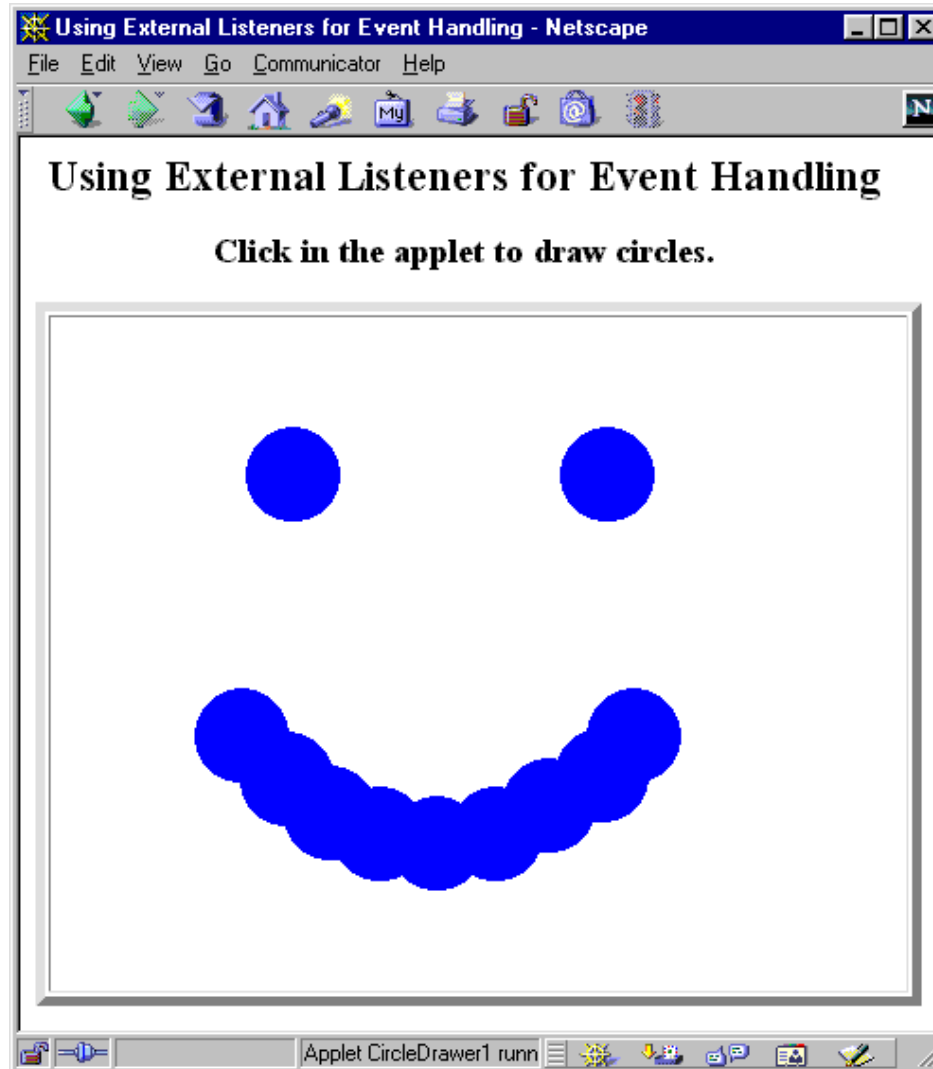 Using External Listeners for Event Handling - Netscape
File Edit View Go Communicator Help
My
N
Using External Listeners for Event Handling
Click in the applet to draw circles.
Applet CircleDrawer1 runn